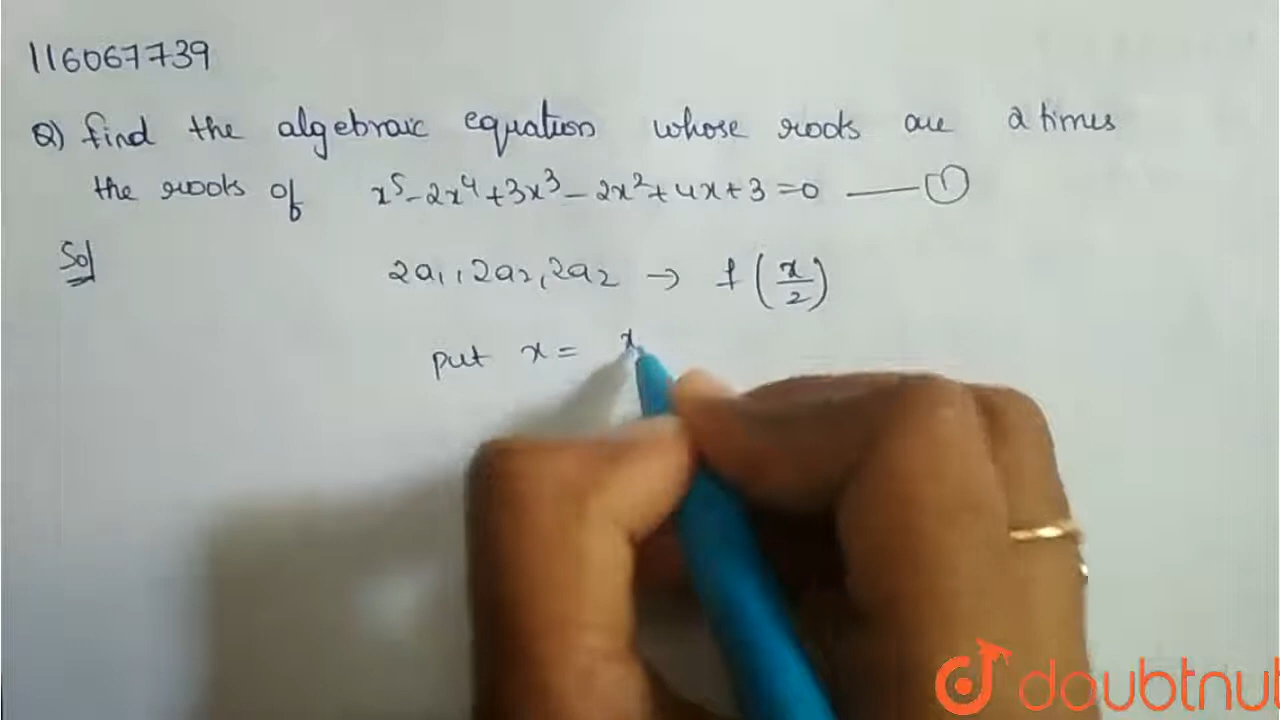 116067739
Q) find the algebraic equation whose roots are 2 times
the roots of x⁵-2x⁴+3x³-2x²+4x+3=0 —— ①
Sol
2a₁, 2a₂, 2a₂ → f(x/2)
put x = x
doubtnut